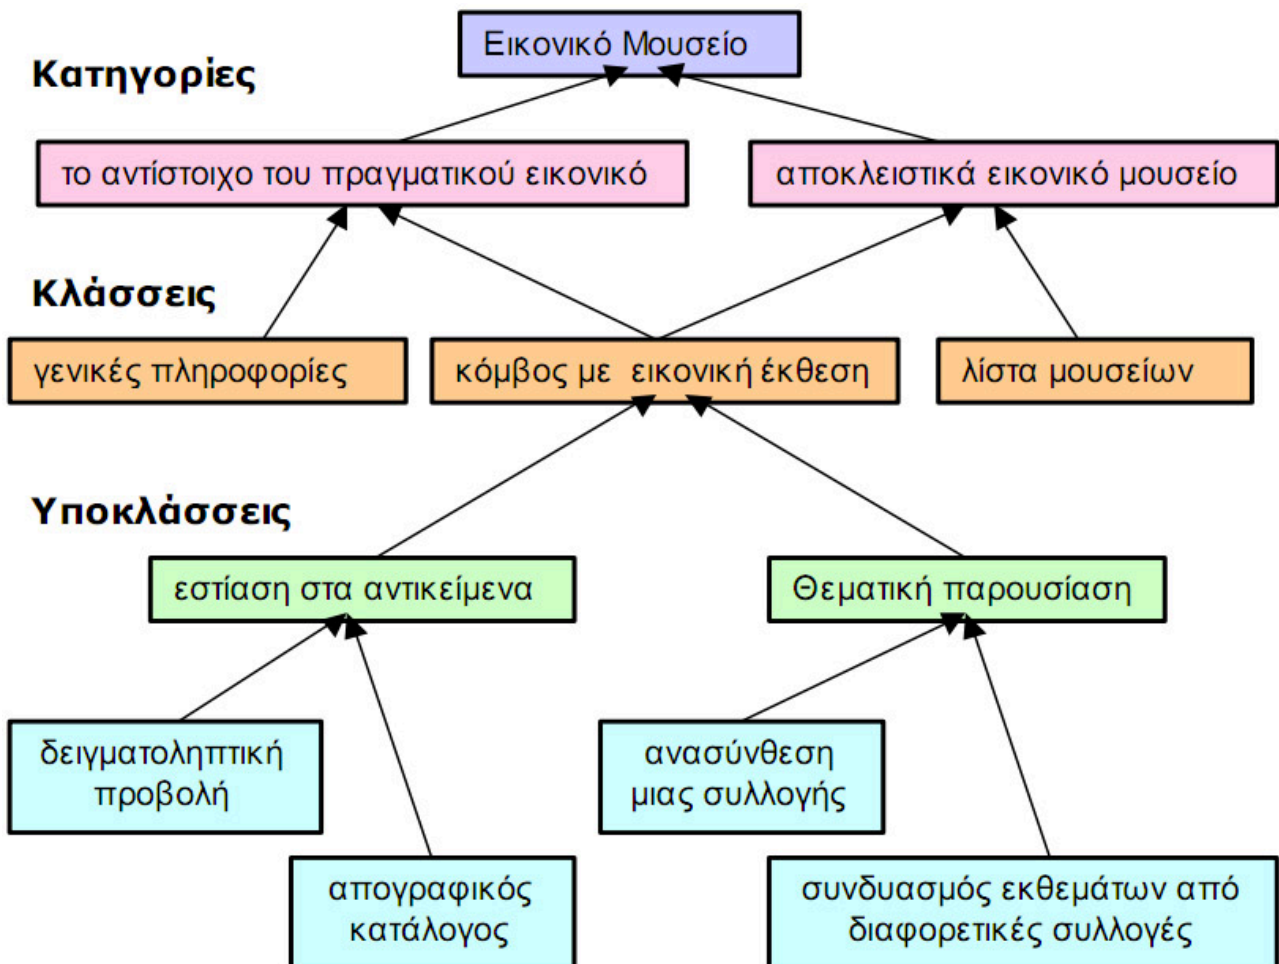 Εικονικό Μουσείο
Κατηγορίες
το αντίστοιχο του πραγματικού εικονικό
αποκλειστικά εικονικό μουσείο
Κλάσσεις
γενικές πληροφορίες
κόμβος με εικονική έκθεση
λίστα μουσείων
Υποκλάσσεις
εστίαση στα αντικείμενα
Θεματική παρουσίαση
δειγματοληπτική
προβολή
ανασύνθεση
μιας συλλογής
απογραφικός
κατάλογος
συνδυασμός εκθεμάτων από
διαφορετικές συλλογές